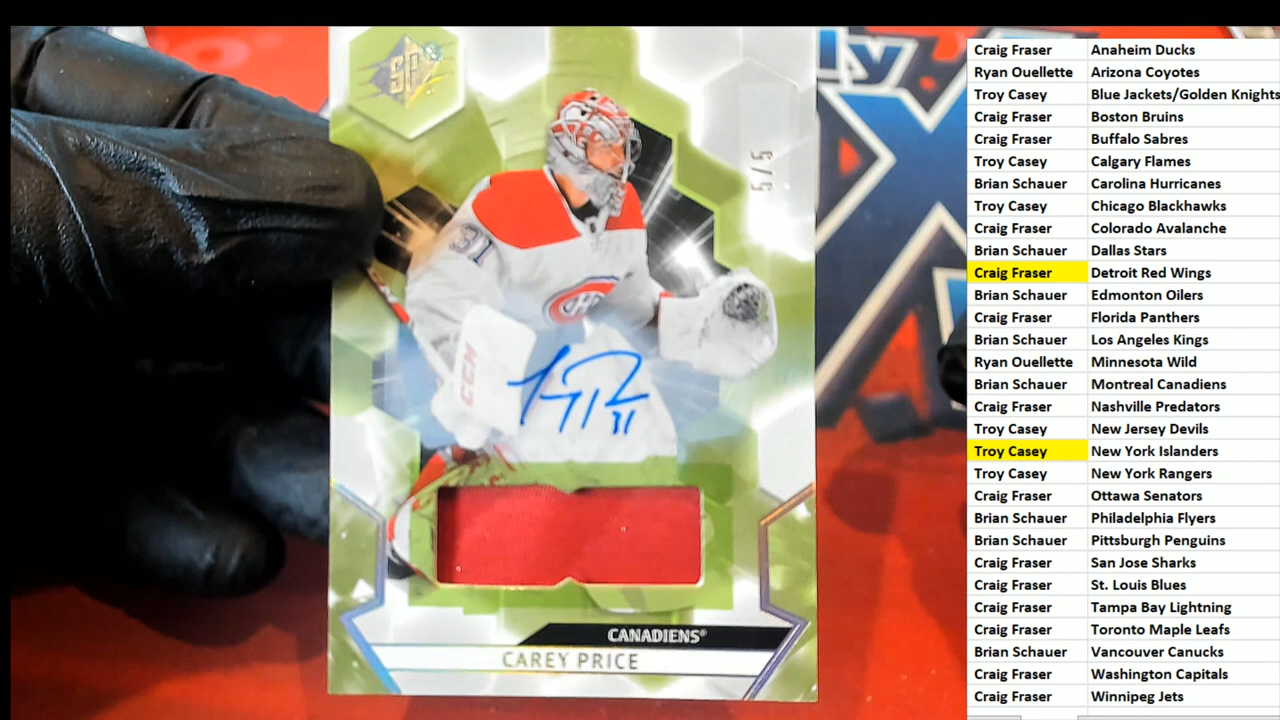 SPX
ly
5/5
31
CCM
31
CANADIENS®
CAREY PRICE
Craig Fraser Anaheim Ducks
Ryan Ouellette Arizona Coyotes
Troy Casey Blue Jackets/Golden Knights
Craig Fraser Boston Bruins
Craig Fraser Buffalo Sabres
Troy Casey Calgary Flames
Brian Schauer Carolina Hurricanes
Troy Casey Chicago Blackhawks
Craig Fraser Colorado Avalanche
Brian Schauer Dallas Stars
Craig Fraser Detroit Red Wings
Brian Schauer Edmonton Oilers
Craig Fraser Florida Panthers
Brian Schauer Los Angeles Kings
Ryan Ouellette Minnesota Wild
Brian Schauer Montreal Canadiens
Craig Fraser Nashville Predators
Troy Casey New Jersey Devils
Troy Casey New York Islanders
Troy Casey New York Rangers
Craig Fraser Ottawa Senators
Brian Schauer Philadelphia Flyers
Brian Schauer Pittsburgh Penguins
Craig Fraser San Jose Sharks
Craig Fraser St. Louis Blues
Craig Fraser Tampa Bay Lightning
Craig Fraser Toronto Maple Leafs
Brian Schauer Vancouver Canucks
Craig Fraser Washington Capitals
Craig Fraser Winnipeg Jets